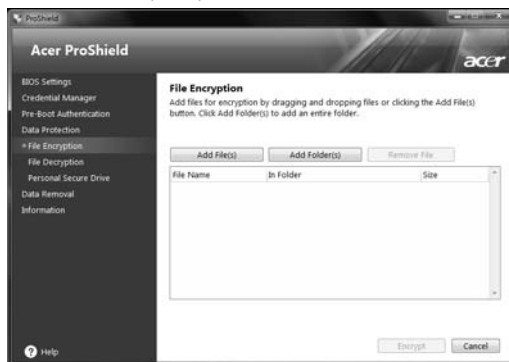 ProShield
Acer ProShield
acer
BIOS Settings
Credential Manager
Pre-Boot Authentication
Data Protection
File Encryption
File Decryption
Personal Secure Drive
Data Removal
Information
Help
File Encryption
Add files for encryption by dragging and dropping files or clicking the Add File(s)
button. Click Add Folder(s) to add an entire folder.
Add File(s) Add Folder(s) Remove File
File Name In Folder Size
Encrypt Cancel